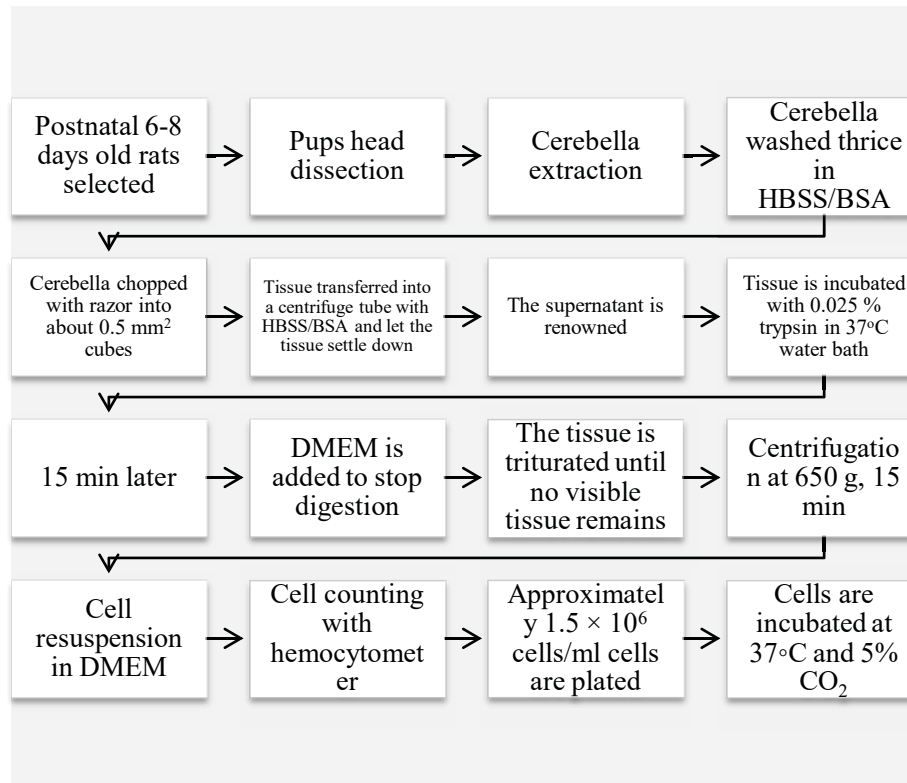 Postnatal 6-8
days old rats
selected
Pups head
dissection
Cerebella
extraction
Cerebella
washed thrice
in
HBSS/BSA
Cerebella chopped
with razor into
about 0.5 mm²
cubes
Tissue transferred into
a centrifuge tube with
HBSS/BSA and let the
tissue settle down
The supernatant is
renowned
Tissue is incubated
with 0.025 %
trypsin in 37°C
water bath
15 min later
DMEM is
added to stop
digestion
The tissue is
triturated until
no visible
tissue remains
Centrifugatio
n at 650 g, 15
min
Cell
resuspension
in DMEM
Cell counting
with
hemocytomet
er
Approximatel
y 1.5 × 10⁶
cells/ml cells
are plated
Cells are
incubated at
37◦C and 5%
CO₂